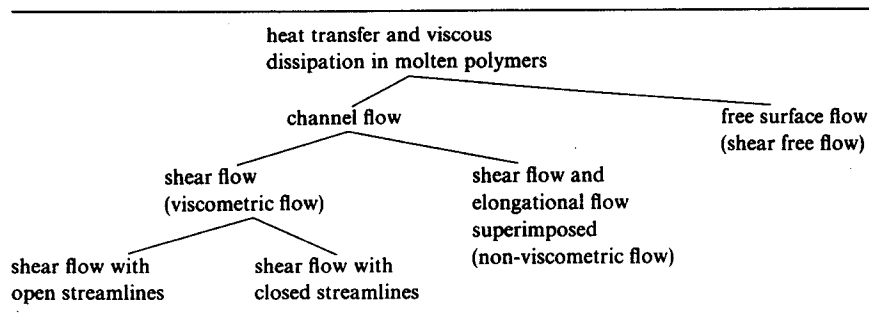 heat transfer and viscous
dissipation in molten polymers
channel flow
free surface flow
(shear free flow)
shear flow
(viscometric flow)
shear flow and
elongational flow
superimposed
(non-viscometric flow)
shear flow with
open streamlines
shear flow with
closed streamlines